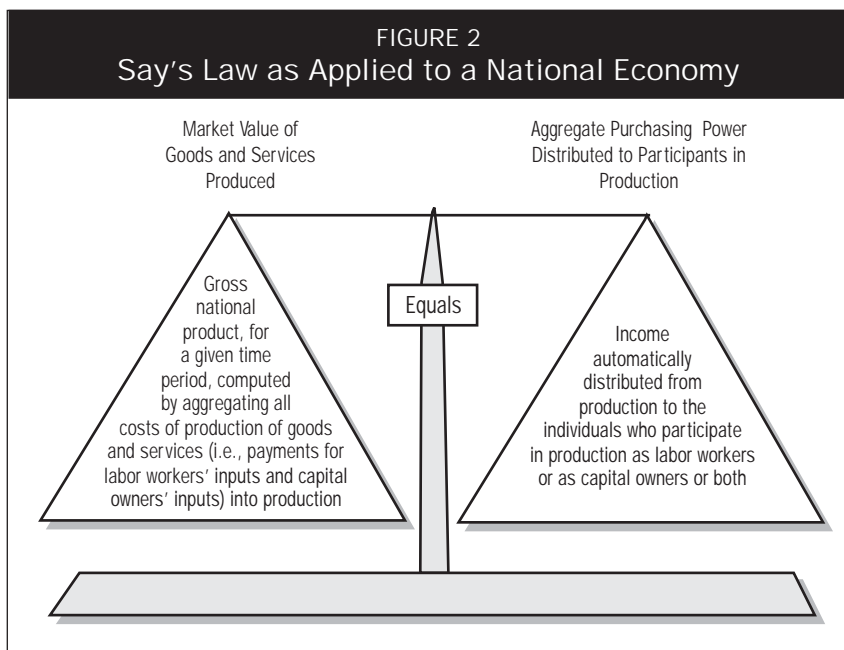 FIGURE 2
Say's Law as Applied to a National Economy
Market Value of
Goods and Services
Produced
Aggregate Purchasing Power
Distributed to Participants in
Production
Gross
national
product, for
a given time
period, computed
by aggregating all
costs of production of goods
and services (i.e., payments for
labor workers' inputs and capital
owners' inputs) into production
Equals
Income
automatically
distributed from
production to the
individuals who participate
in production as labor workers
or as capital owners or both